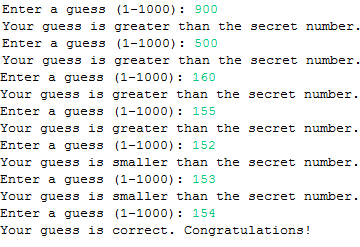 Enter a guess (1-1000): 900
Your guess is greater than the secret number.
Enter a guess (1-1000): 500
Your guess is greater than the secret number.
Enter a guess (1-1000): 160
Your guess is greater than the secret number.
Enter a guess (1-1000): 155
Your guess is greater than the secret number.
Enter a guess (1-1000): 152
Your guess is smaller than the secret number.
Enter a guess (1-1000): 153
Your guess is smaller than the secret number.
Enter a guess (1-1000): 154
Your guess is correct. Congratulations!